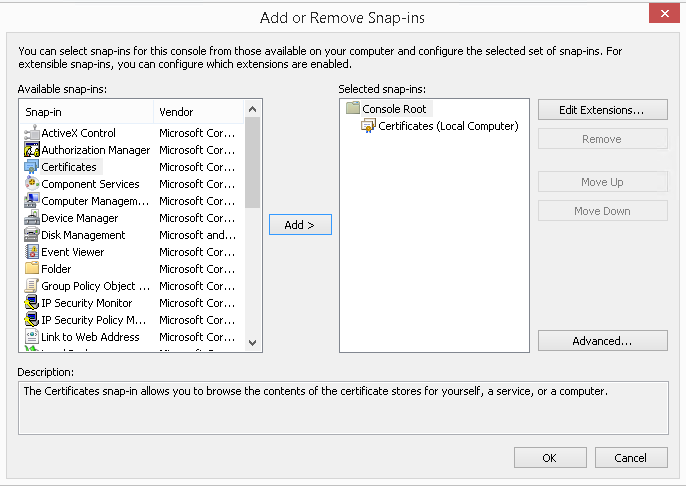 Add or Remove Snap-ins
You can select snap-ins for this console from those available on your computer and configure the selected set of snap-ins. For
extensible snap-ins, you can configure which extensions are enabled.
Available snap-ins:
Snap-in Vendor
ActiveX Control Microsoft Cor...
Authorization Manager Microsoft Cor...
Certificates Microsoft Cor...
Component Services Microsoft Cor...
Computer Managem... Microsoft Cor...
Device Manager Microsoft Cor...
Disk Management Microsoft and...
Event Viewer Microsoft Cor...
Folder Microsoft Cor...
Group Policy Object ... Microsoft Cor...
IP Security Monitor Microsoft Cor...
IP Security Policy M... Microsoft Cor...
Link to Web Address Microsoft Cor...
Add >
Selected snap-ins:
Console Root
Certificates (Local Computer)
Edit Extensions...
Remove
Move Up
Move Down
Advanced...
Description:
The Certificates snap-in allows you to browse the contents of the certificate stores for yourself, a service, or a computer.
OK
Cancel